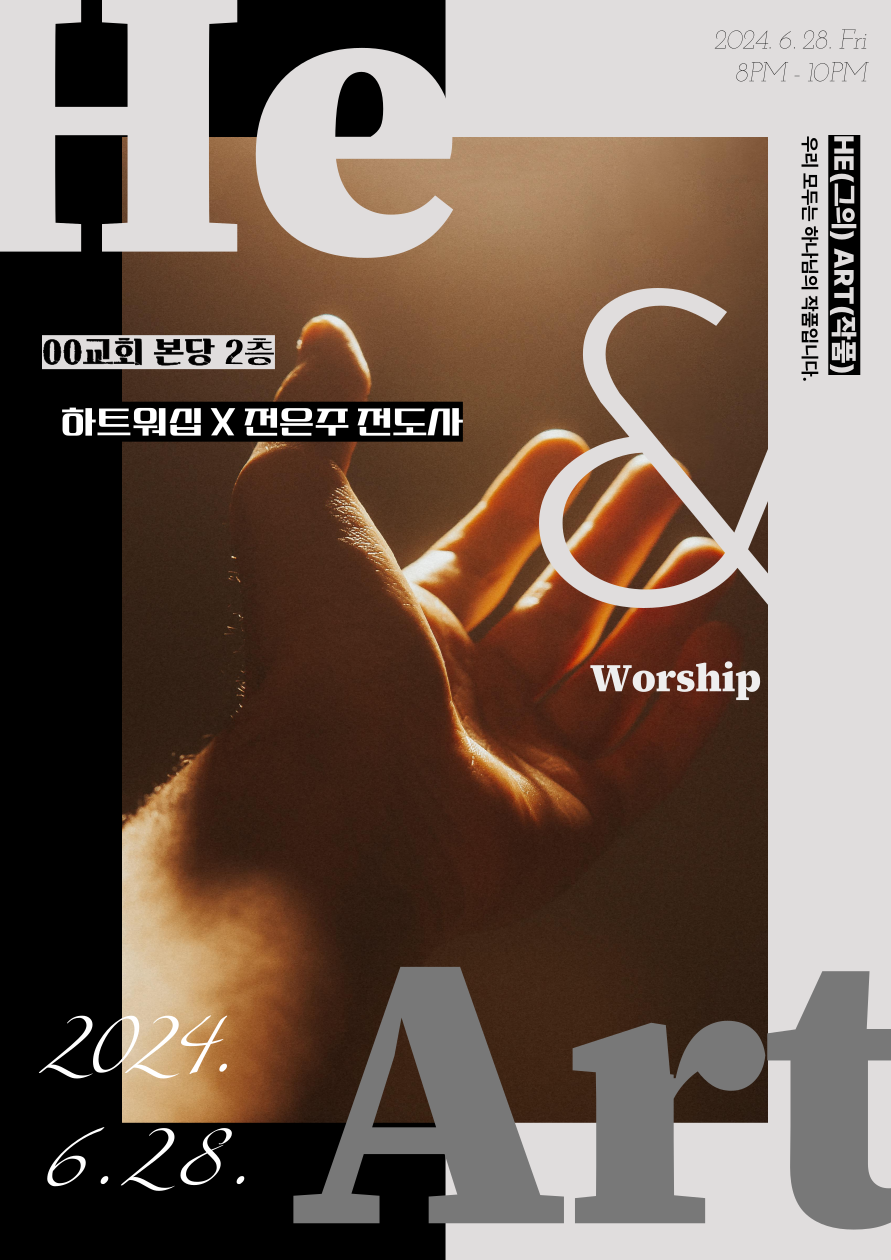 He
2024. 6. 28. Fri
8PM - 10PM
HE(그의) ART(작품)
우리 모두는 하나님의 작품입니다.
00교회 본당 2층
하트워십 X 전은주 전도사
&
Worship
2024.
6.28.
Art